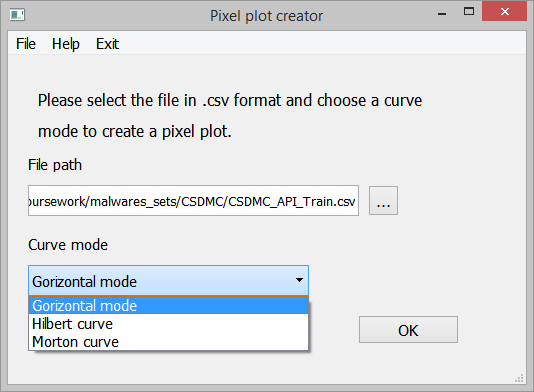 Pixel plot creator
File Help Exit
Please select the file in .csv format and choose a curve
mode to create a pixel plot.
File path
oursework/malwares_sets/CSDMC/CSDMC_API_Train.csv
...
Curve mode
Gorizontal mode
Gorizontal mode
Hilbert curve
Morton curve
OK